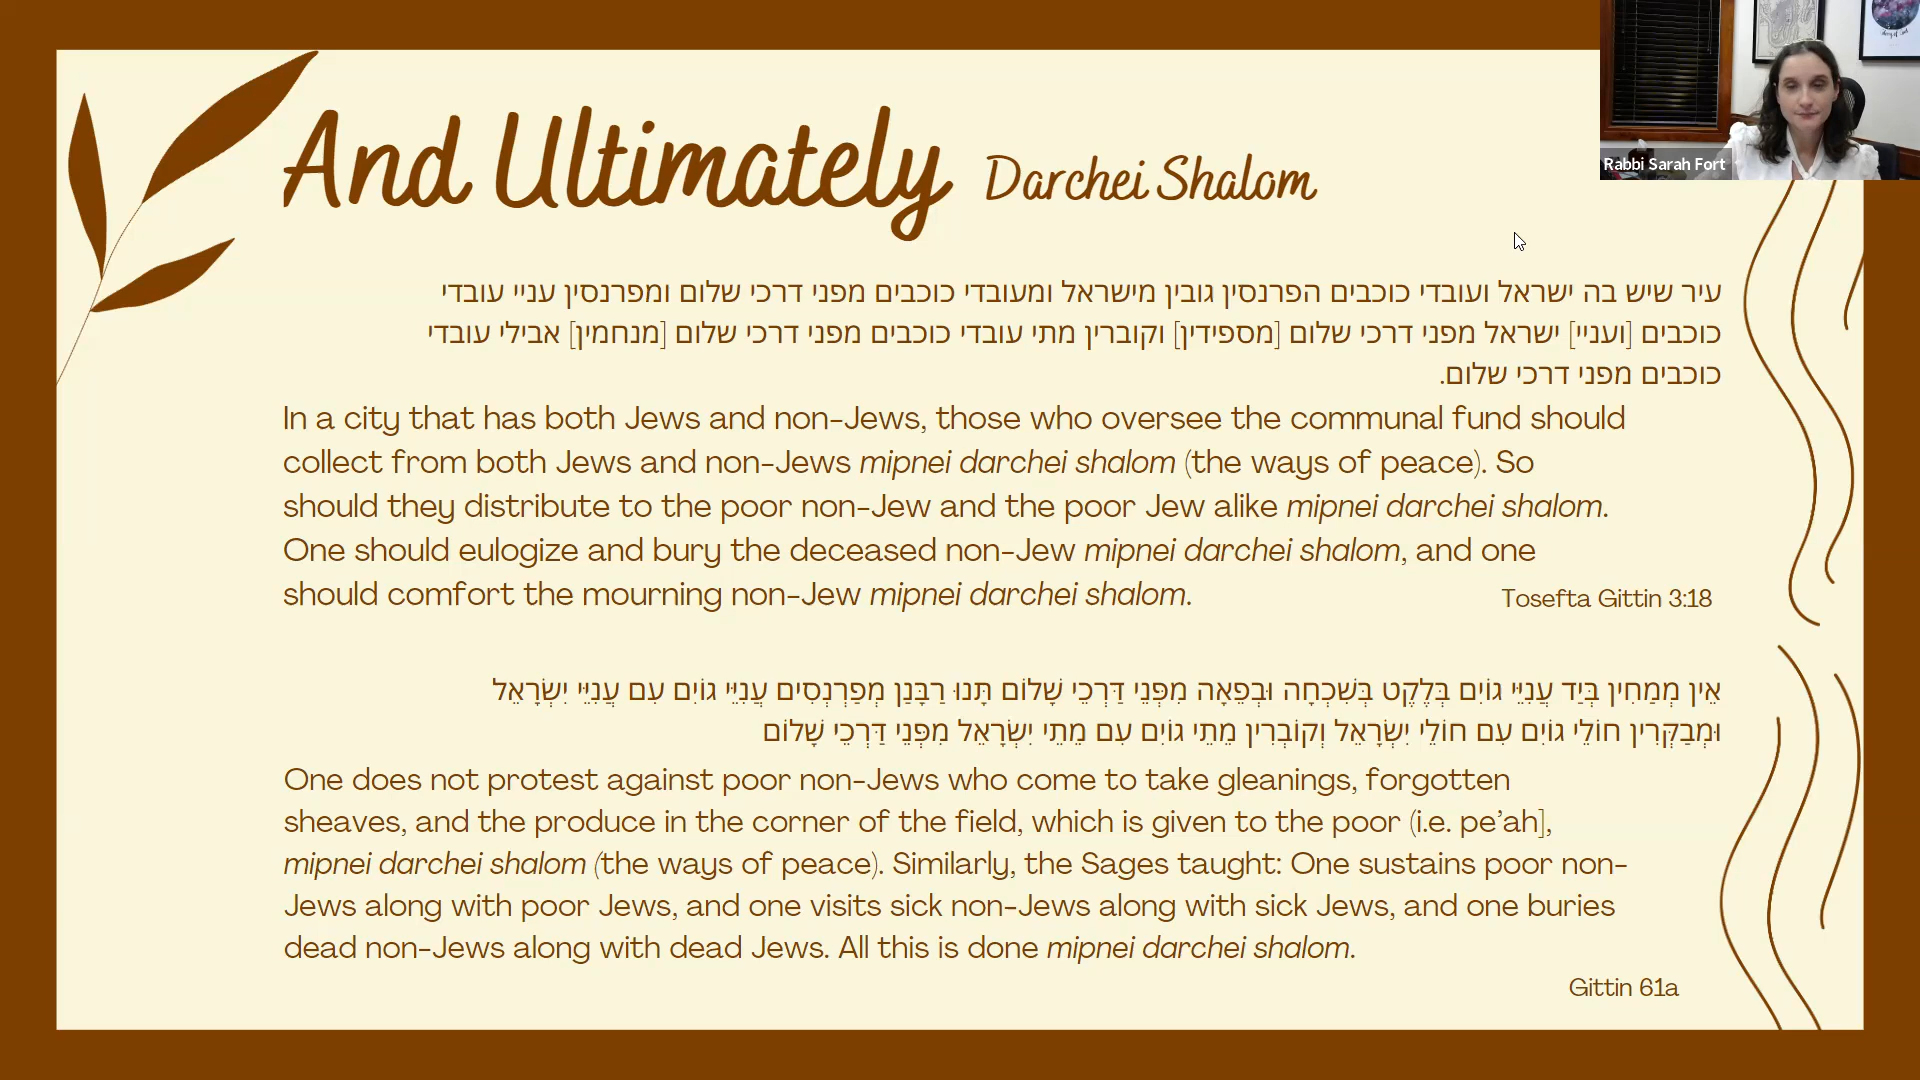 And Ultimately Darchei Shalom
Rabbi Sarah Fort
עיר שיש בה ישראל ועובדי כוכבים הפרנסין גובין מישראל ומעובדי כוכבים מפני דרכי שלום ומפרנסין עניי עובדי
כוכבים [ועניי] ישראל מפני דרכי שלום [מספידין] וקוברין מתי עובדי כוכבים מפני דרכי שלום [מנחמין] אבילי עובדי
כוכבים מפני דרכי שלום.
In a city that has both Jews and non-Jews, those who oversee the communal fund should
collect from both Jews and non-Jews mipnei darchei shalom (the ways of peace). So
should they distribute to the poor non-Jew and the poor Jew alike mipnei darchei shalom.
One should eulogize and bury the deceased non-Jew mipnei darchei shalom, and one
should comfort the mourning non-Jew mipnei darchei shalom.
Tosefta Gittin 3:18
אֵין מְמַחִין בְּיַד עֲנִיֵּי גוֹיִם בְּלֶקֶט בְּשִׁכְחָה וּבְפֵאָה מִפְּנֵי דַּרְכֵי שָׁלוֹם תָּנוּ רַבָּנַן מְפַרְנְסִים עֲנִיֵּי גוֹיִם עִם עֲנִיֵּי יִשְׂרָאֵל
וּמְבַקְּרִין חוֹלֵי גוֹיִם עִם חוֹלֵי יִשְׂרָאֵל וְקוֹבְרִין מֵתֵי גוֹיִם עִם מֵתֵי יִשְׂרָאֵל מִפְּנֵי דַּרְכֵי שָׁלוֹם
One does not protest against poor non-Jews who come to take gleanings, forgotten
sheaves, and the produce in the corner of the field, which is given to the poor (i.e. pe’ah],
mipnei darchei shalom (the ways of peace). Similarly, the Sages taught: One sustains poor non-
Jews along with poor Jews, and one visits sick non-Jews along with sick Jews, and one buries
dead non-Jews along with dead Jews. All this is done mipnei darchei shalom.
Gittin 61a